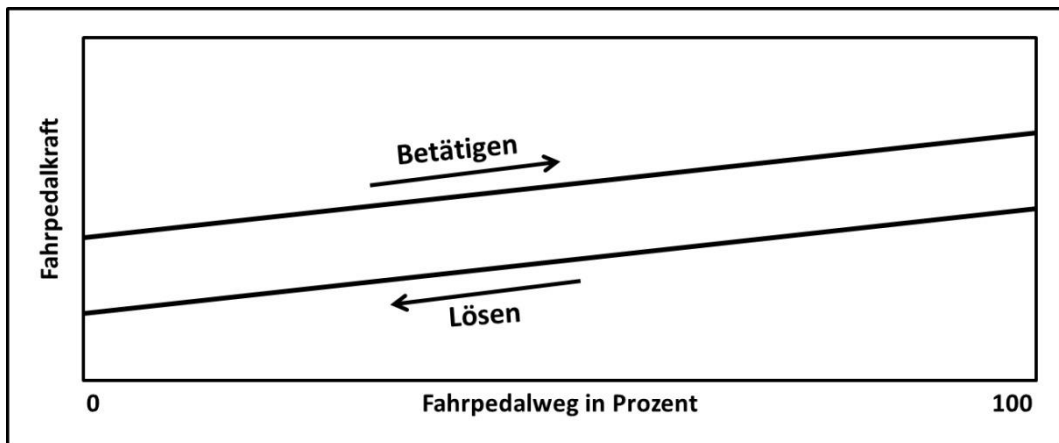 Fahrpedalkraft
Betätigen
Lösen
0 Fahrpedalweg in Prozent 100